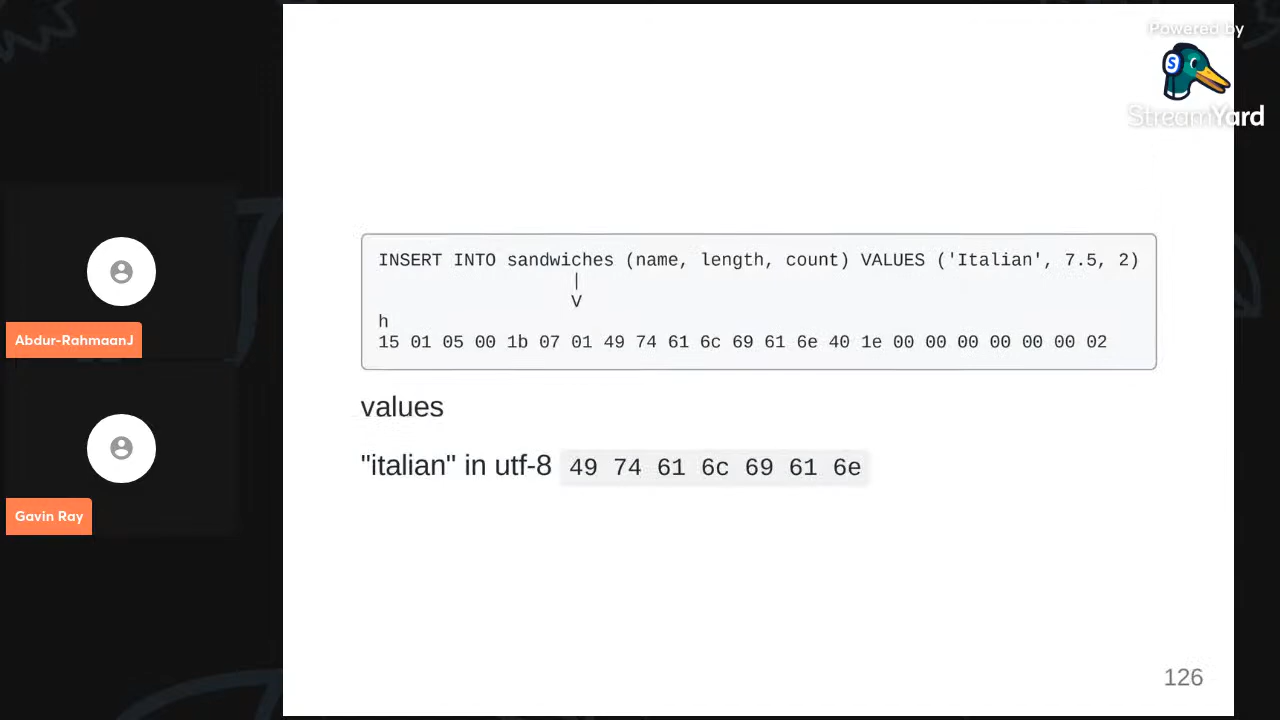 Powered by
StreamYard
INSERT INTO sandwiches (name, length, count) VALUES ('Italian', 7.5, 2)
|
V
h
15 01 05 00 1b 07 01 49 74 61 6c 69 61 6e 40 1e 00 00 00 00 00 00 02
values
"italian" in utf-8 49 74 61 6c 69 61 6e
Abdur-RahmaanJ
Gavin Ray
126